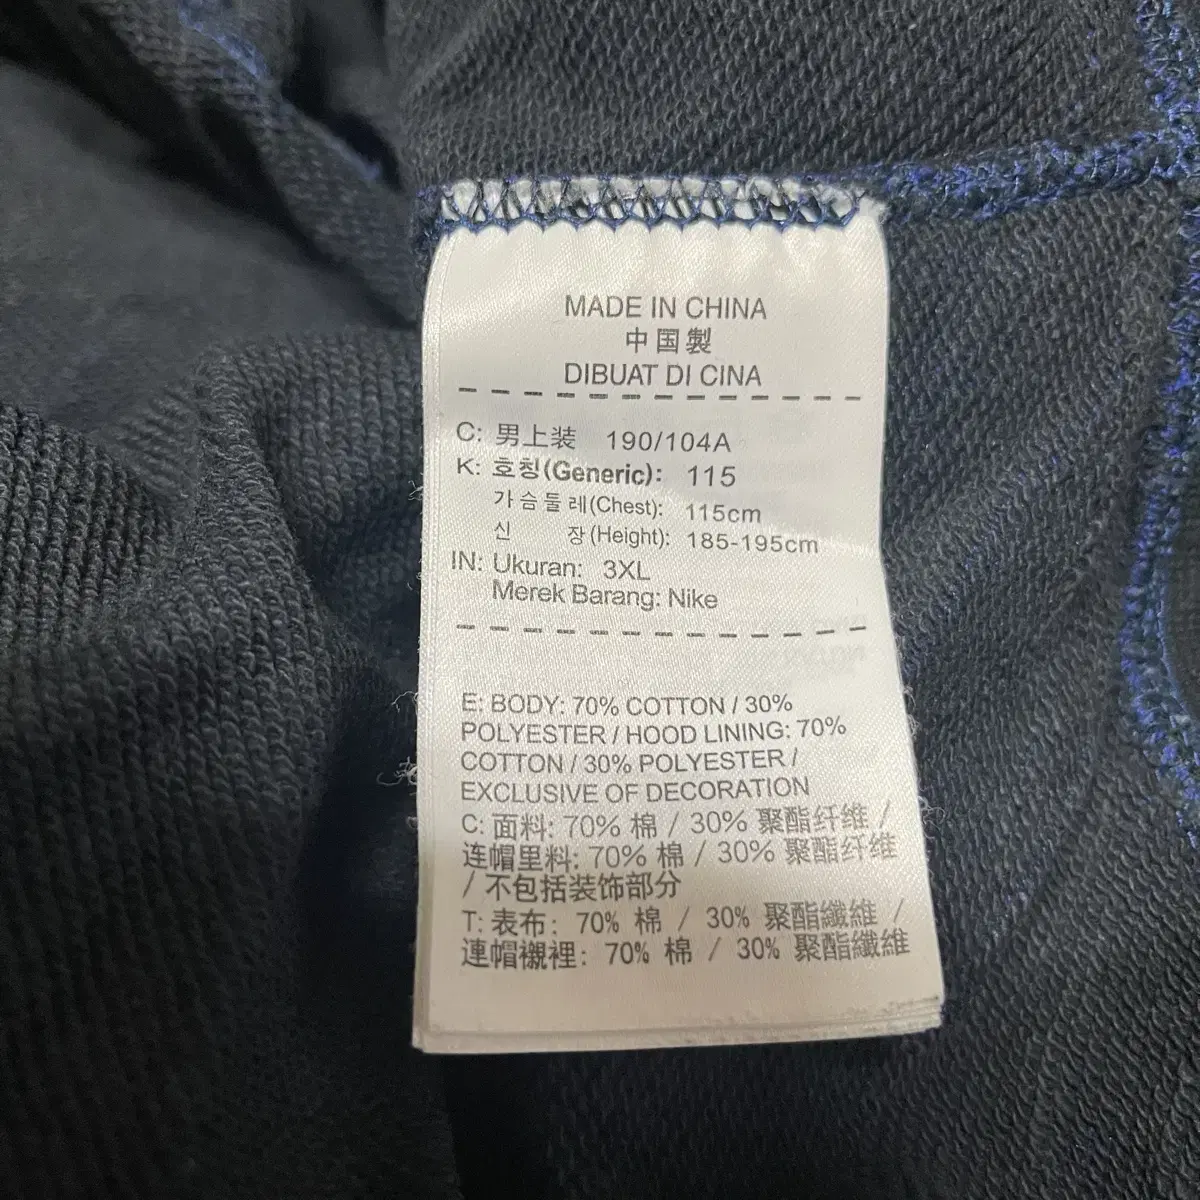 MADE IN CHINA
中国製
DIBUAT DI CINA
C: 男上装 190/104A
K: 호칭(Generic): 115
가슴둘레(Chest): 115cm
신 장(Height): 185-195cm
IN: Ukuran: 3XL
Merek Barang: Nike
E: BODY: 70% COTTON / 30%
POLYESTER / HOOD LINING: 70%
COTTON / 30% POLYESTER /
EXCLUSIVE OF DECORATION
C: 面料: 70% 棉 / 30% 聚酯纤维 /
连帽里料: 70% 棉 / 30% 聚酯纤维
/ 不包括装饰部分
T: 表布: 70% 棉 / 30% 聚酯纖維 /
連帽襯裡: 70% 棉 / 30% 聚酯纖維